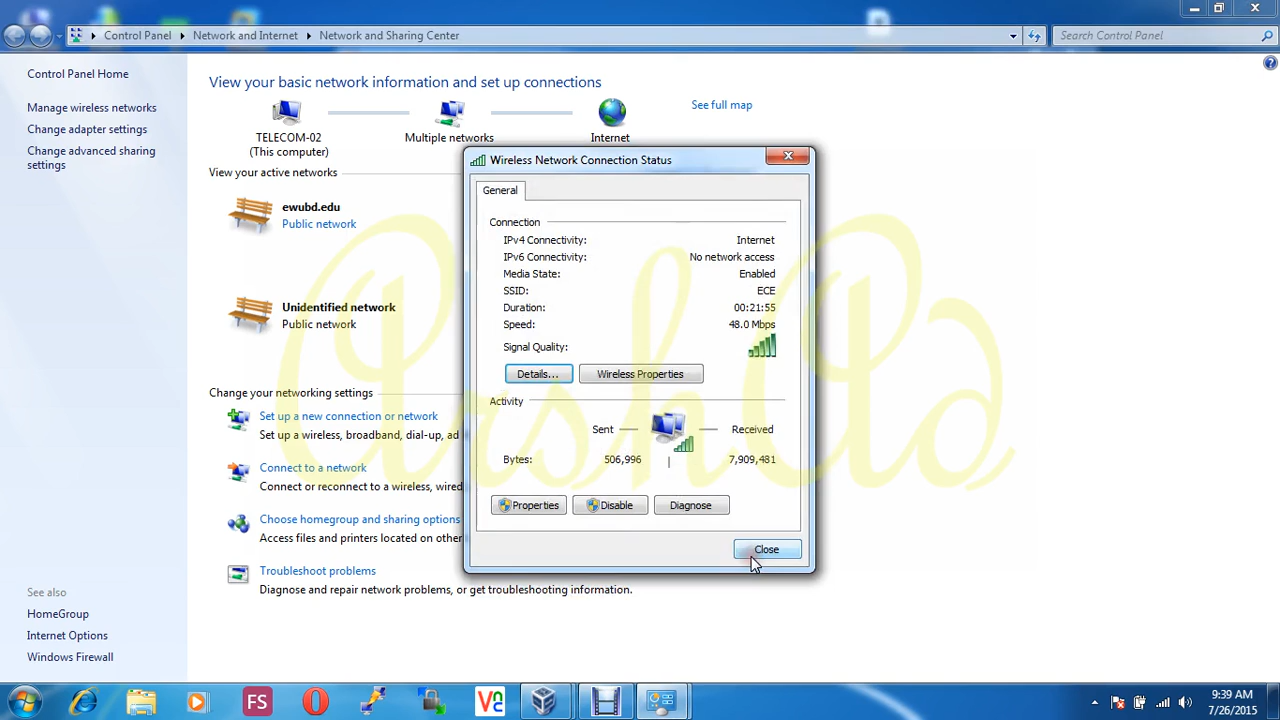 Control Panel
Network and Internet
Network and Sharing Center
Search Control Panel
Control Panel Home
Manage wireless networks
Change adapter settings
Change advanced sharing
settings
See also
HomeGroup
Internet Options
Windows Firewall
View your basic network information and set up connections
See full map
TELECOM-02
(This computer)
Multiple networks
Internet
View your active networks
ewubd.edu
Public network
Unidentified network
Public network
Change your networking settings
Set up a new connection or network
Set up a wireless, broadband, dial-up, ad
Connect to a network
Connect or reconnect to a wireless, wired
Choose homegroup and sharing options
Access files and printers located on other
Troubleshoot problems
Diagnose and repair network problems, or get troubleshooting information.
Wireless Network Connection Status
General
Connection
IPv4 Connectivity: Internet
IPv6 Connectivity: No network access
Media State: Enabled
SSID: ECE
Duration: 00:21:55
Speed: 48.0 Mbps
Signal Quality:
Details...
Wireless Properties
Activity
Sent
Received
Bytes: 506,996 7,909,481
Properties
Disable
Diagnose
Close
FS
9:39 AM
7/26/2015